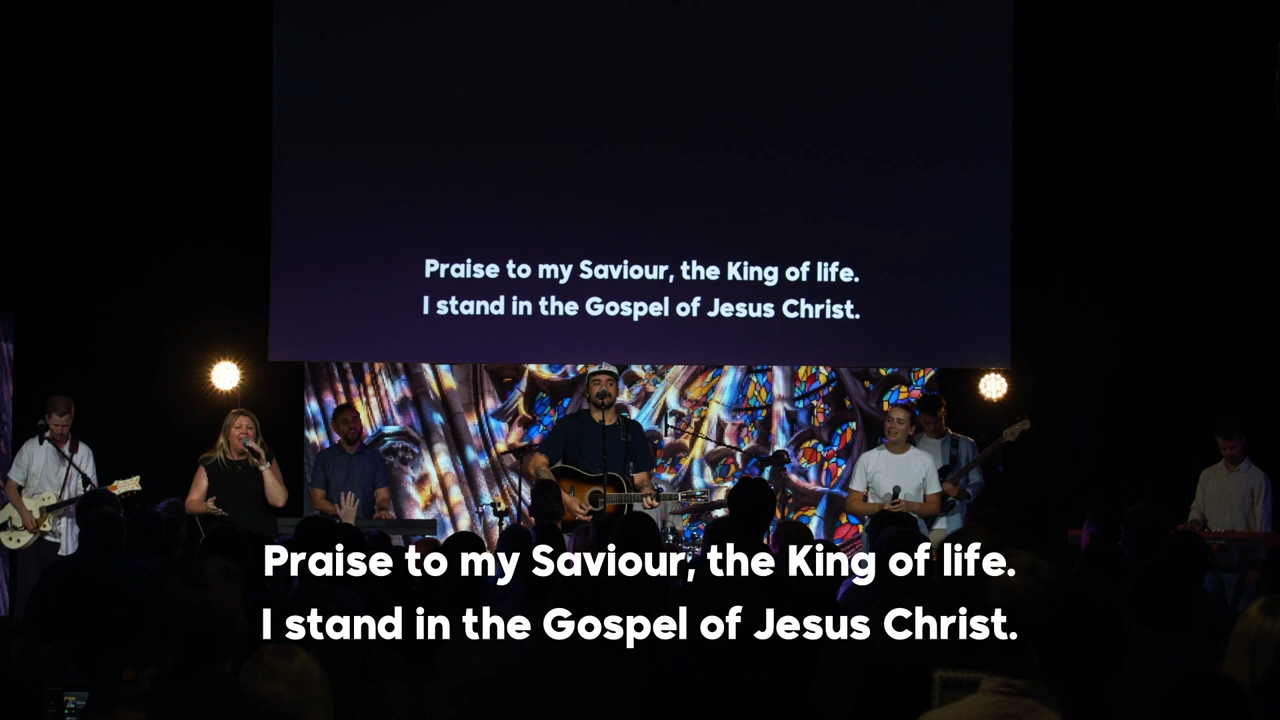 Praise to my Saviour, the King of life.
I stand in the Gospel of Jesus Christ.
Praise to my Saviour, the King of life.
I stand in the Gospel of Jesus Christ.